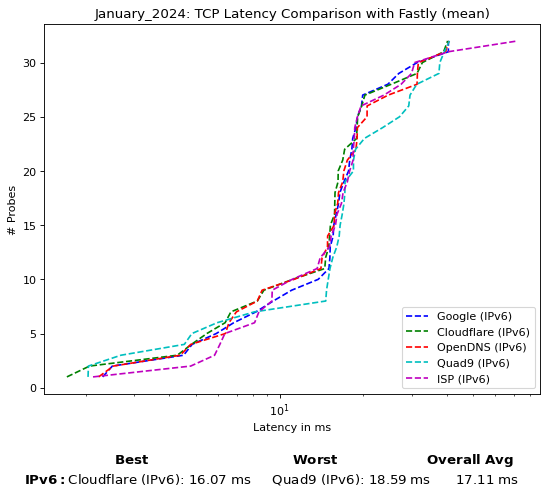 January_2024: TCP Latency Comparison with Fastly (mean)
# Probes
30
25
20
15
10
5
0
Google (IPv6)
Cloudflare (IPv6)
OpenDNS (IPv6)
Quad9 (IPv6)
ISP (IPv6)
10¹
Latency in ms
Best Worst Overall Avg
IPv6: Cloudflare (IPv6): 16.07 ms Quad9 (IPv6): 18.59 ms 17.11 ms